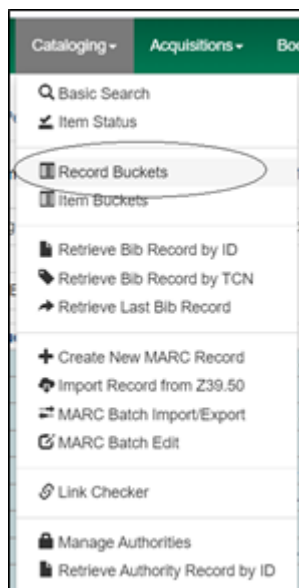 Cataloging
Acquisitions
Boo
Basic Search
Item Status
Record Buckets
Item Buckets
Retrieve Bib Record by ID
Retrieve Bib Record by TCN
Retrieve Last Bib Record
Create New MARC Record
Import Record from Z39.50
MARC Batch Import/Export
MARC Batch Edit
Link Checker
Manage Authorities
Retrieve Authority Record by ID